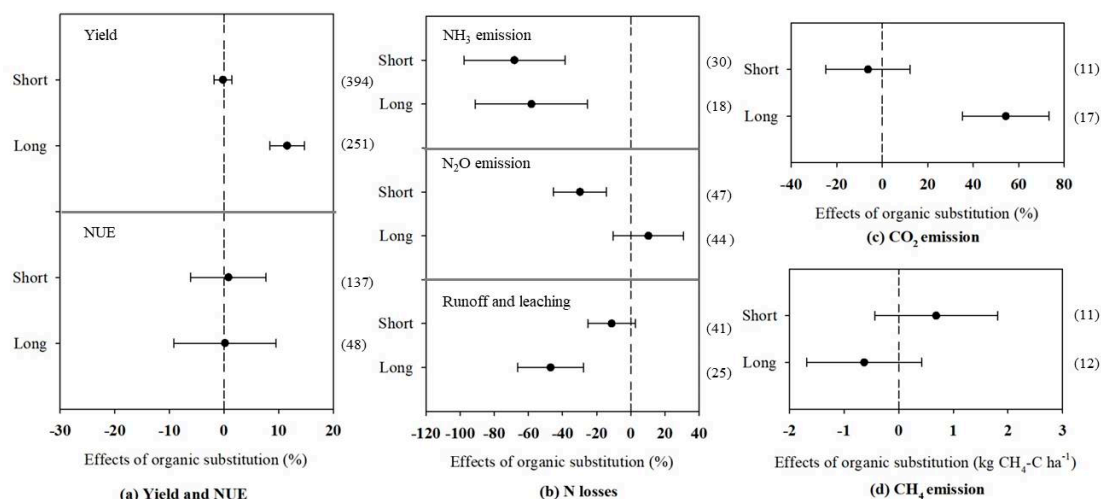 Yield
Short
(394)
Long
(251)
NUE
Short
(137)
Long
(48)
-30 -20 -10 0 10 20
Effects of organic substitution (%)
(a) Yield and NUE
NH₃ emission
Short
(30)
Long
(18)
N₂O emission
Short
(47)
Long
(44)
Runoff and leaching
Short
(41)
Long
(25)
-120 -100 -80 -60 -40 -20 0 20 40
Effects of organic substitution (%)
(b) N losses
Short
(11)
Long
(17)
-40 -20 0 20 40 60 80
Effects of organic substitution (%)
(c) CO₂ emission
Short
(11)
Long
(12)
-2 -1 0 1 2 3
Effects of organic substitution (kg CH₄-C ha⁻¹)
(d) CH₄ emission